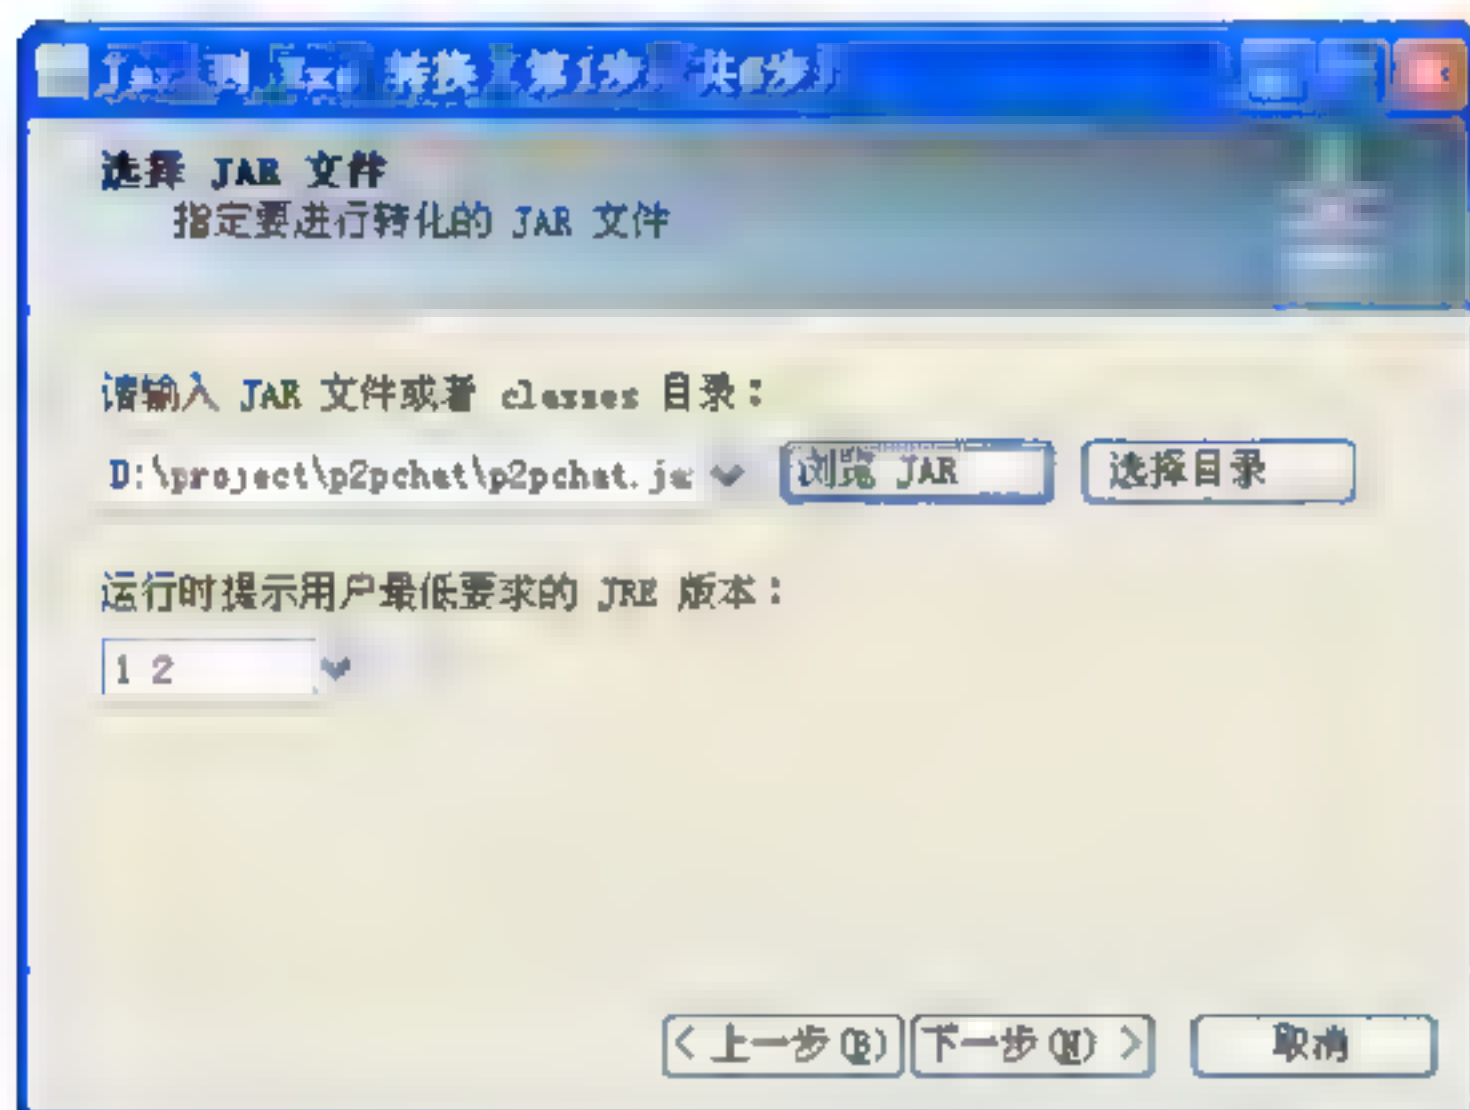 Jar 到 Exe 转换 第1步 共6步
选择 JAR 文件
指定要进行转化的 JAR 文件
请输入 JAR 文件或者 classes 目录：
D:\project\p2pchat\p2pchat.ja
浏览 JAR
选择目录
运行时提示用户最低要求的 JRE 版本：
1 2
< 上一步(B)
下一步(N) >
取消